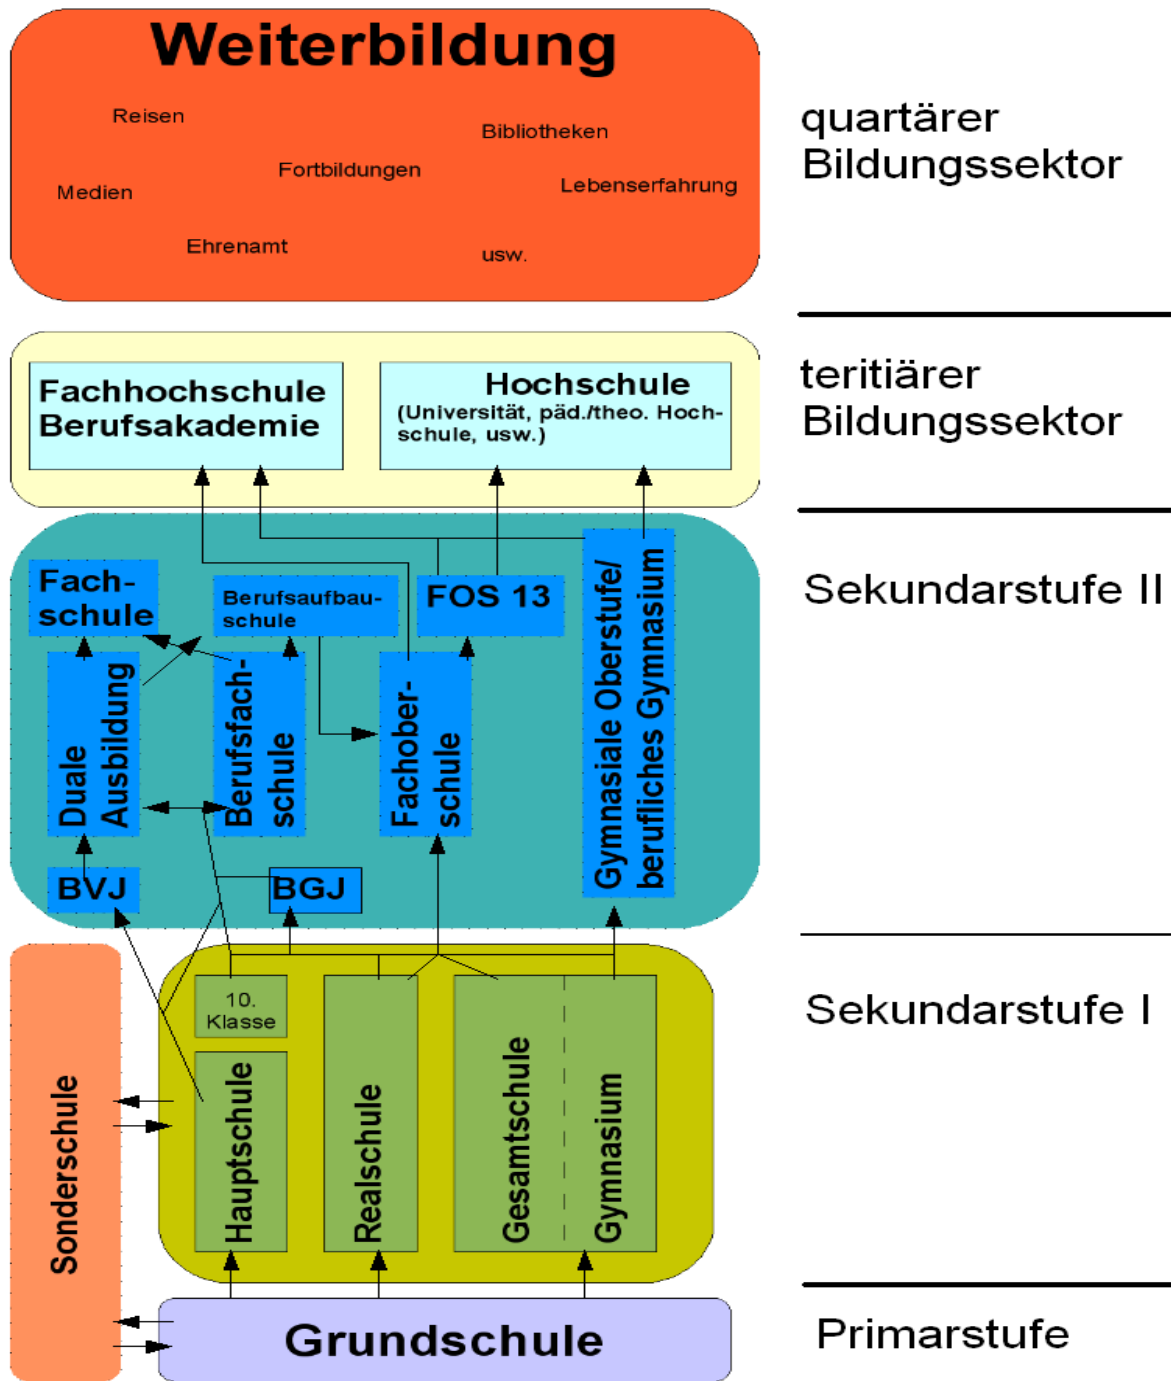 Weiterbildung
Reisen
Bibliotheken
Fortbildungen
Medien
Lebenserfahrung
Ehrenamt
usw.
quartärer
Bildungssektor
Fachhochschule
Berufsakademie
Hochschule
(Universität, päd./theo. Hoch-
schule, usw.)
teritiärer
Bildungssektor
Fach-
schule
Berufsaufbau-
schule
FOS 13
Duale
Ausbildung
Berufsfach-
schule
Fachober-
schule
Gymnasiale Oberstufe/
berufliches Gymnasium
BVJ
BGJ
Sekundarstufe II
Sonderschule
10.
Klasse
Hauptschule
Realschule
Gesamtschule
Gymnasium
Sekundarstufe I
Grundschule
Primarstufe